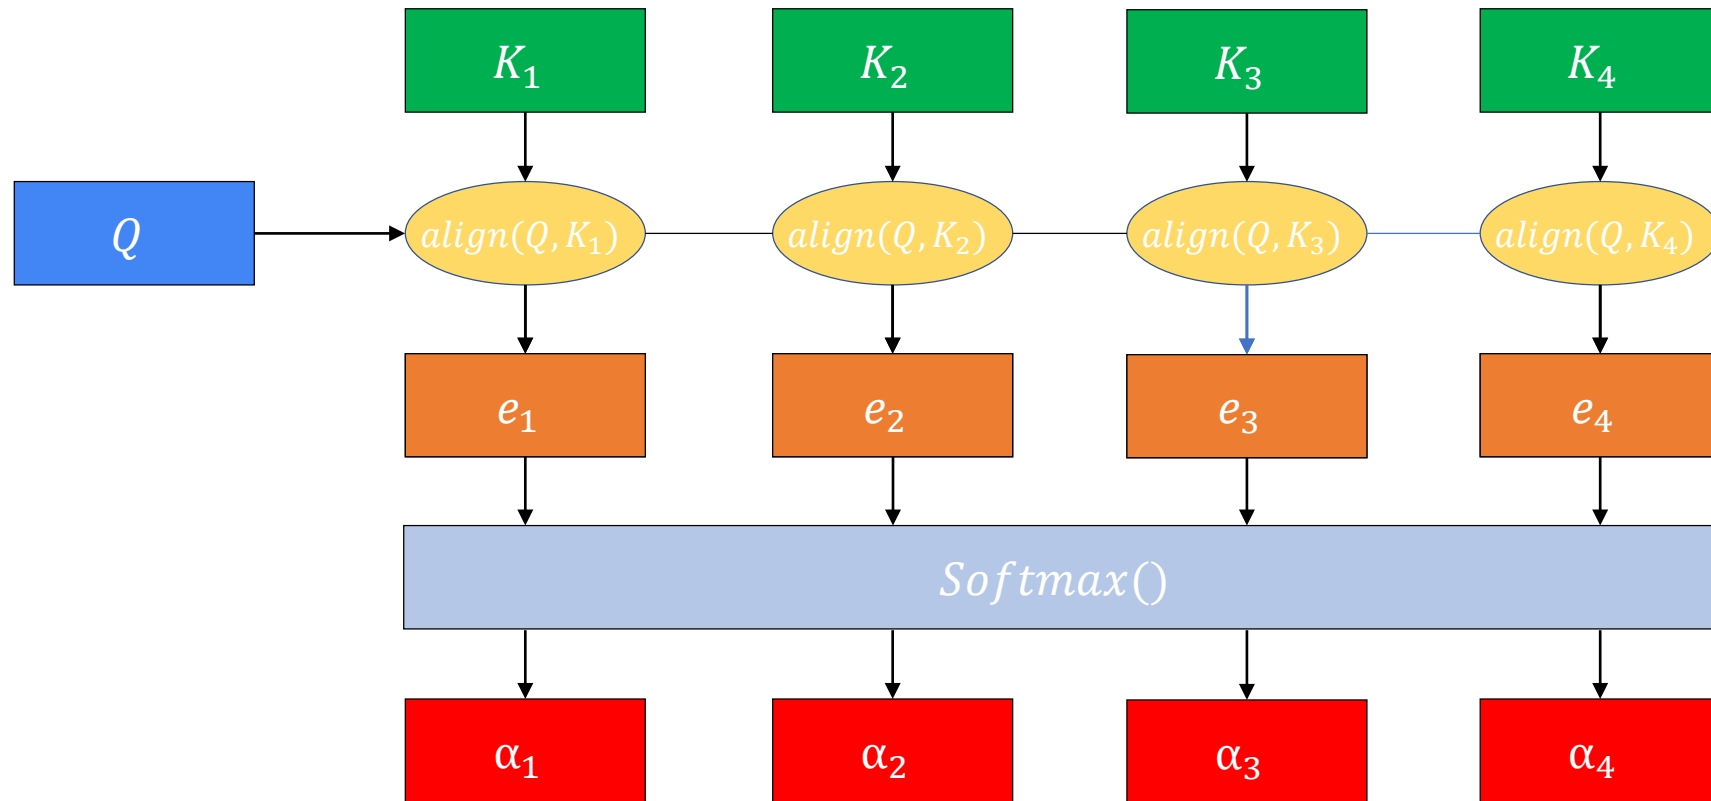 K₁ K₂ K₃ K₄
Q align(Q, K₁) align(Q, K₂) align(Q, K₃) align(Q, K₄)
e₁ e₂ e₃ e₄
Softmax()
α₁ α₂ α₃ α₄